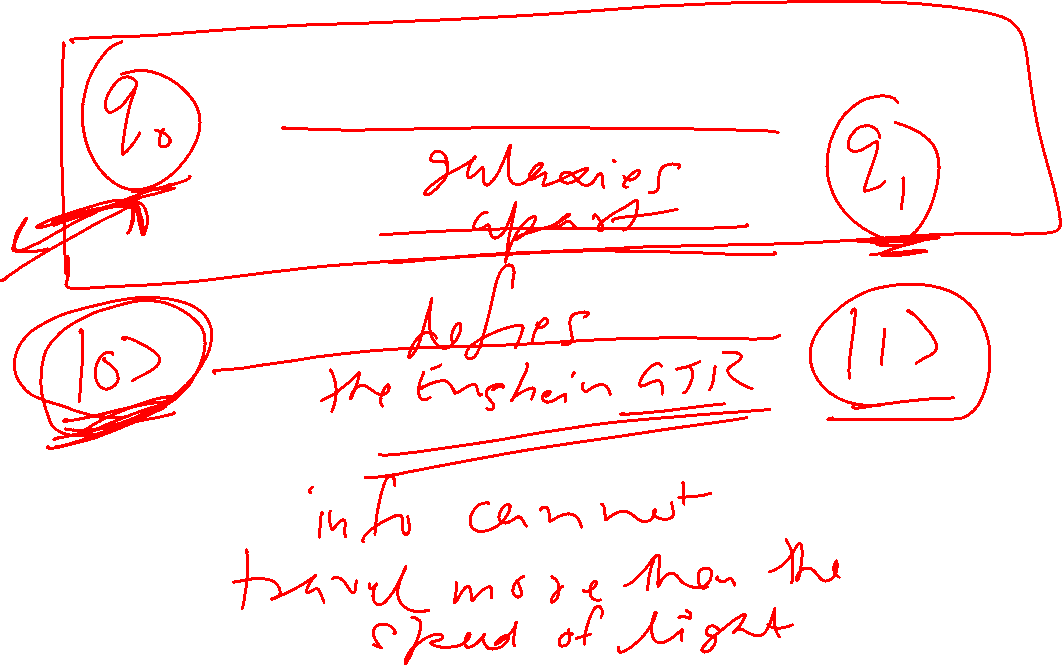 q₀
q₁
galaxies
apart
defies
|0⟩
|1⟩
the Einstein GTR
info cannot
travel more than the
speed of light